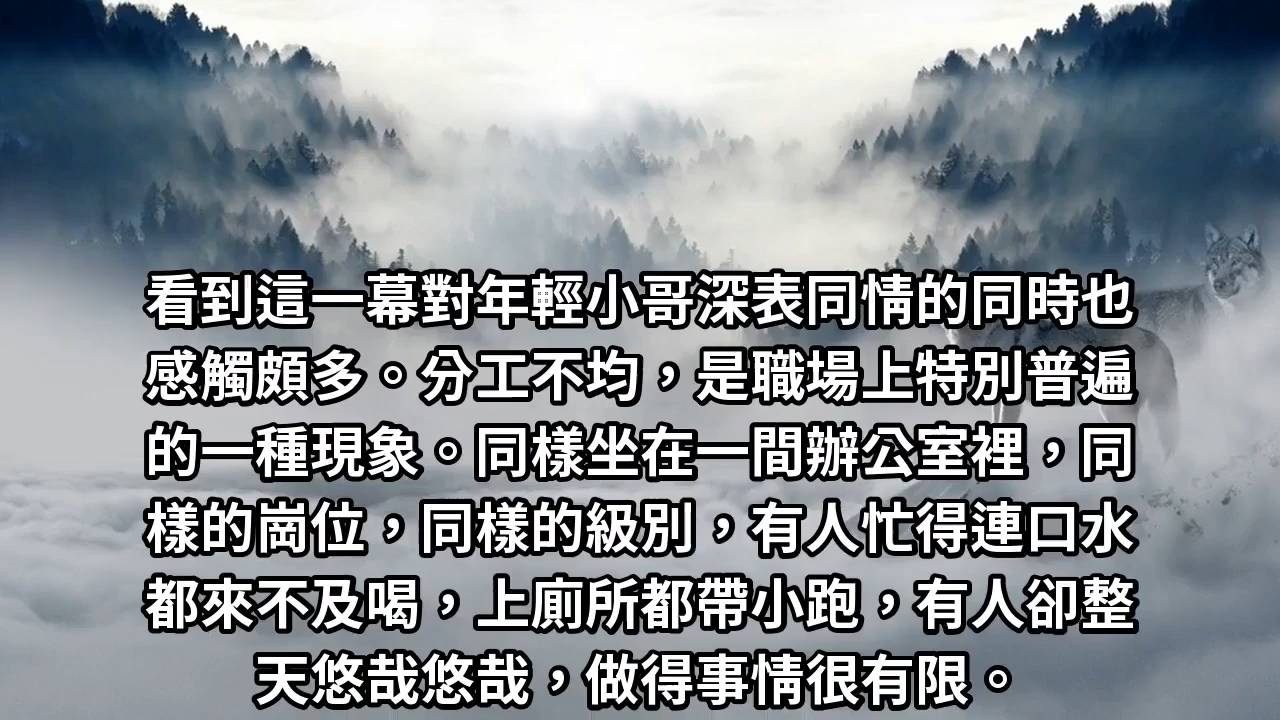 看到這一幕對年輕小哥深表同情的同時也
感觸頗多。分工不均，是職場上特別普遍
的一種現象。同樣坐在一間辦公室裡，同
樣的崗位，同樣的級別，有人忙得連口水
都來不及喝，上廁所都帶小跑，有人卻整
天悠哉悠哉，做得事情很有限。